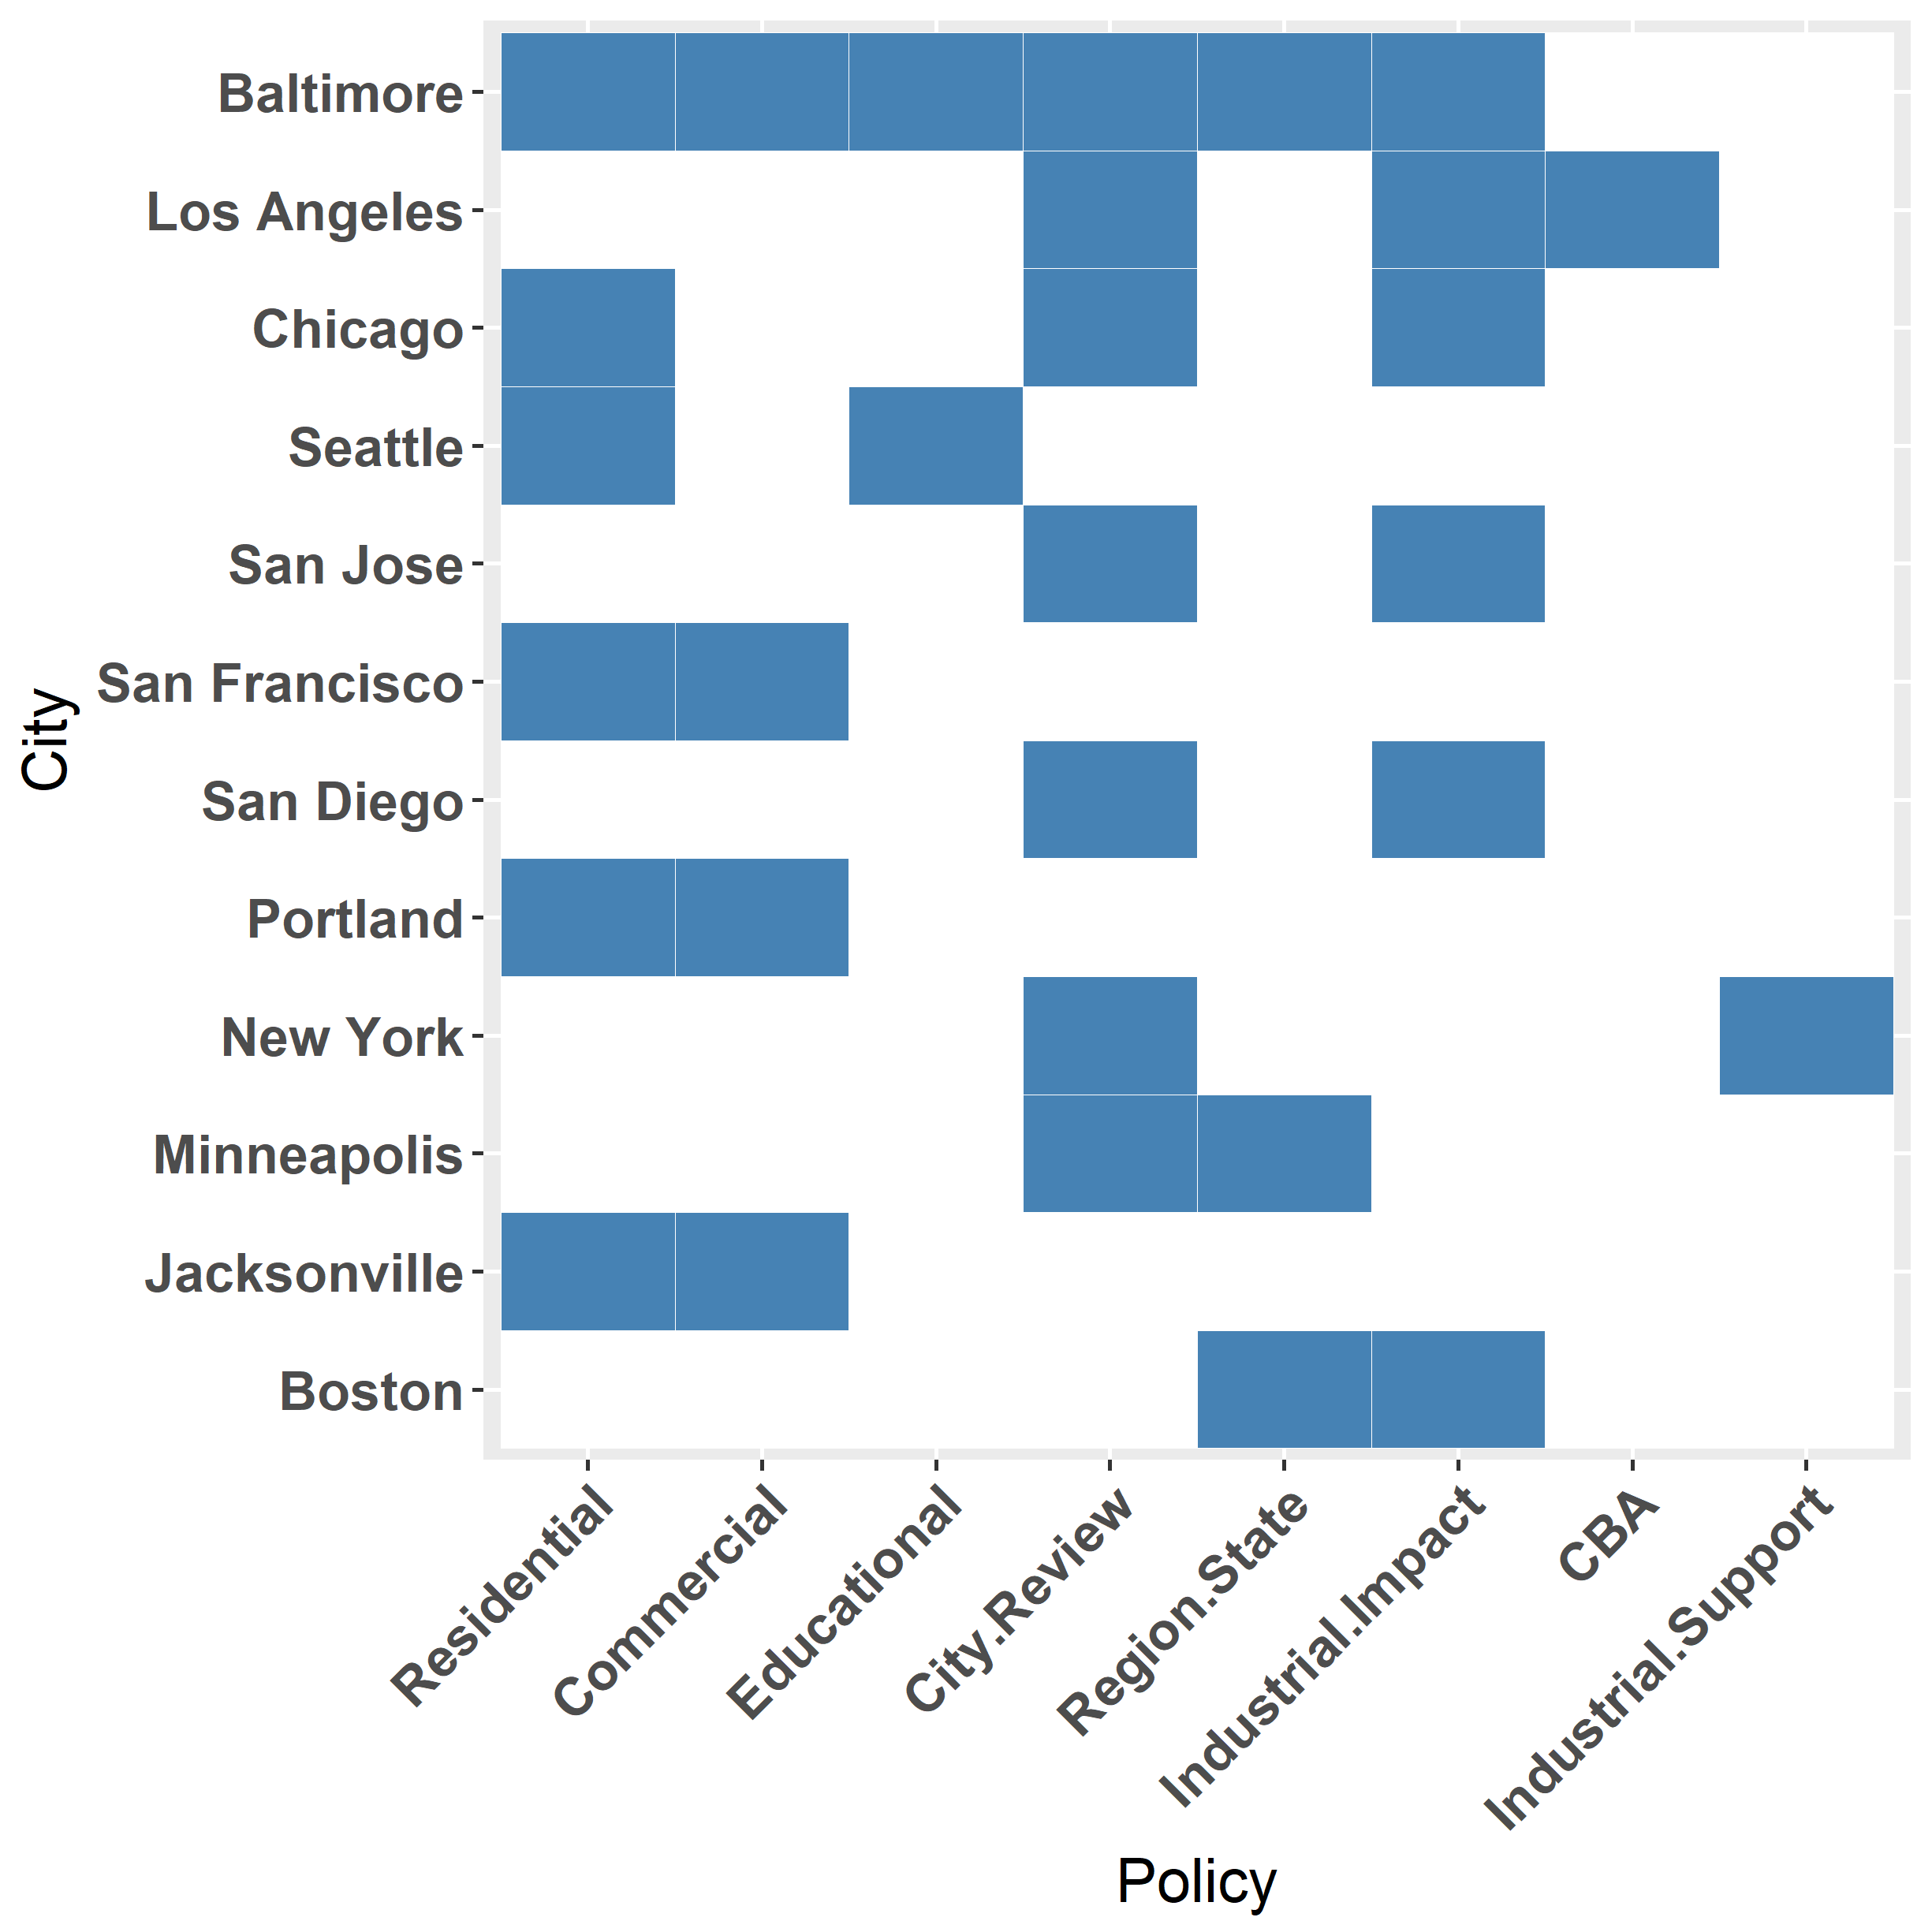 Baltimore
Los Angeles
Chicago
Seattle
San Jose
San Francisco
San Diego
Portland
New York
Minneapolis
Jacksonville
Boston
City
Residential
Commercial
Educational
City.Review
Region.State
Industrial.Impact
CBA
Industrial.Support
Policy